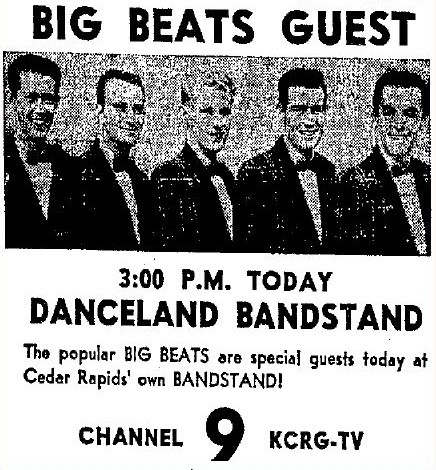 BIG BEATS GUEST
3:00 P.M. TODAY
DANCELAND BANDSTAND
The popular BIG BEATS are special guests today at
Cedar Rapids' own BANDSTAND!
CHANNEL 9 KCRG-TV